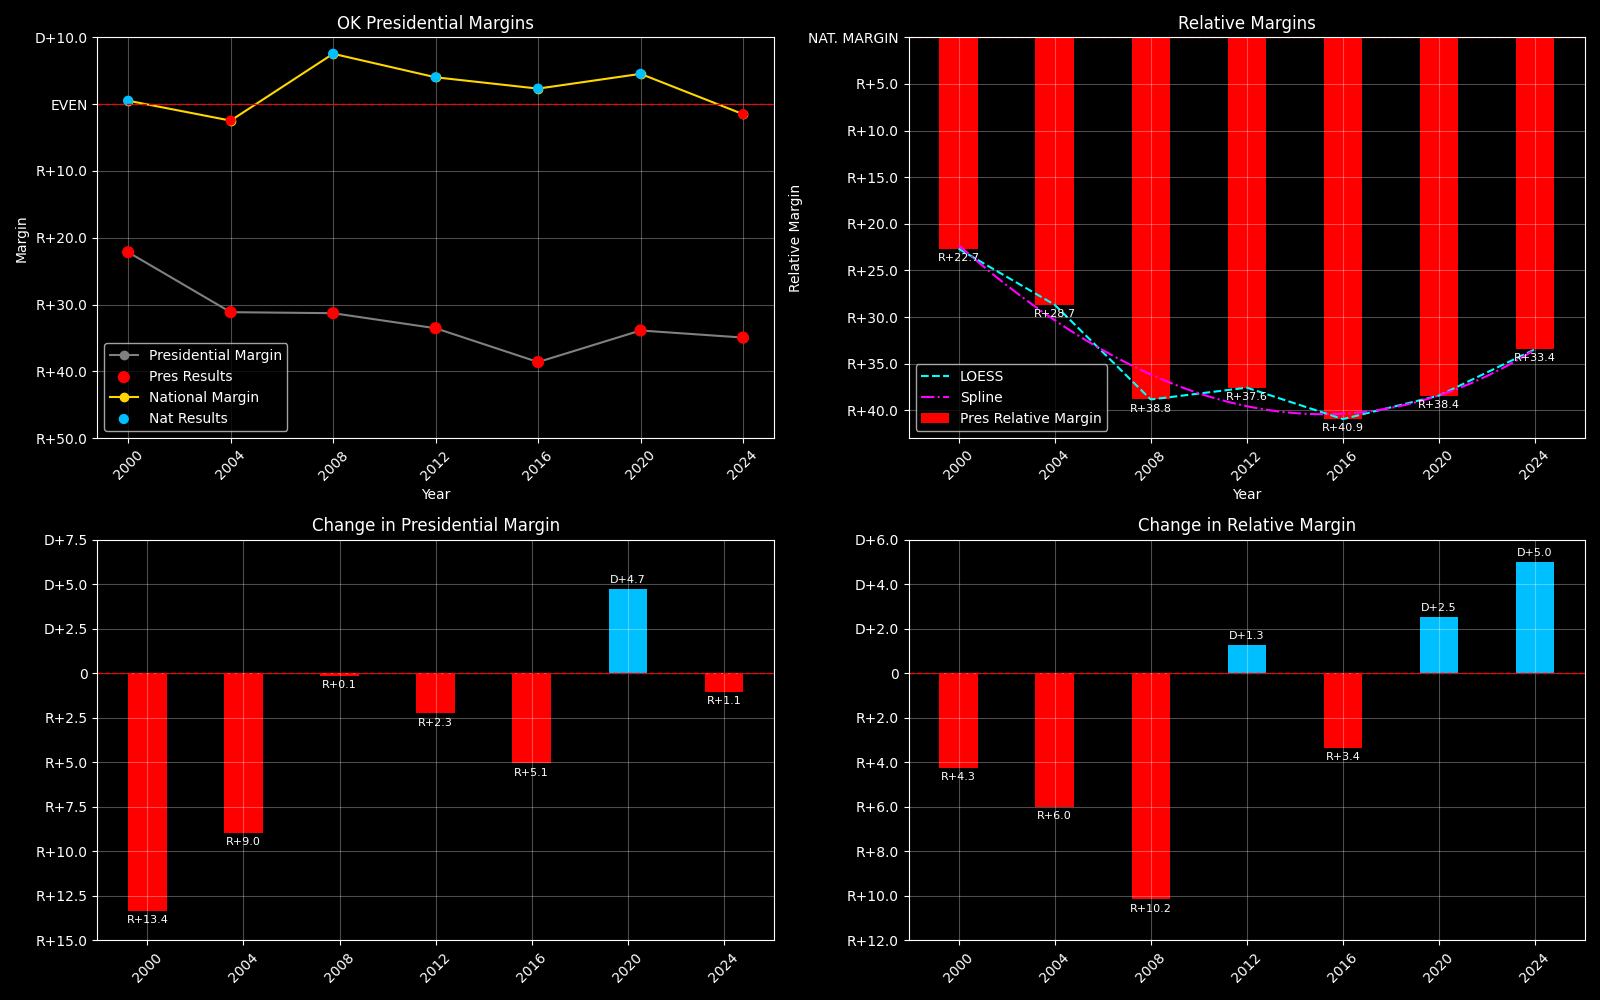 OK Presidential Margins
D+10.0
EVEN
R+10.0
R+20.0
R+30.0
R+40.0
R+50.0
Margin
Presidential Margin
Pres Results
National Margin
Nat Results
2000
2004
2008
2012
2016
2020
2024
Year
Relative Margins
NAT. MARGIN
R+5.0
R+10.0
R+15.0
R+20.0
R+25.0
R+30.0
R+35.0
R+40.0
Relative Margin
R+22.7
R+28.7
R+38.8
R+37.6
R+40.9
R+38.4
R+33.4
LOESS
Spline
Pres Relative Margin
2000
2004
2008
2012
2016
2020
2024
Year
Change in Presidential Margin
D+7.5
D+5.0
D+2.5
0
R+2.5
R+5.0
R+7.5
R+10.0
R+12.5
R+15.0
R+13.4
R+9.0
R+0.1
R+2.3
R+5.1
D+4.7
R+1.1
2000
2004
2008
2012
2016
2020
2024
Change in Relative Margin
D+6.0
D+4.0
D+2.0
0
R+2.0
R+4.0
R+6.0
R+8.0
R+10.0
R+12.0
R+4.3
R+6.0
R+10.2
D+1.3
R+3.4
D+2.5
D+5.0
2000
2004
2008
2012
2016
2020
2024